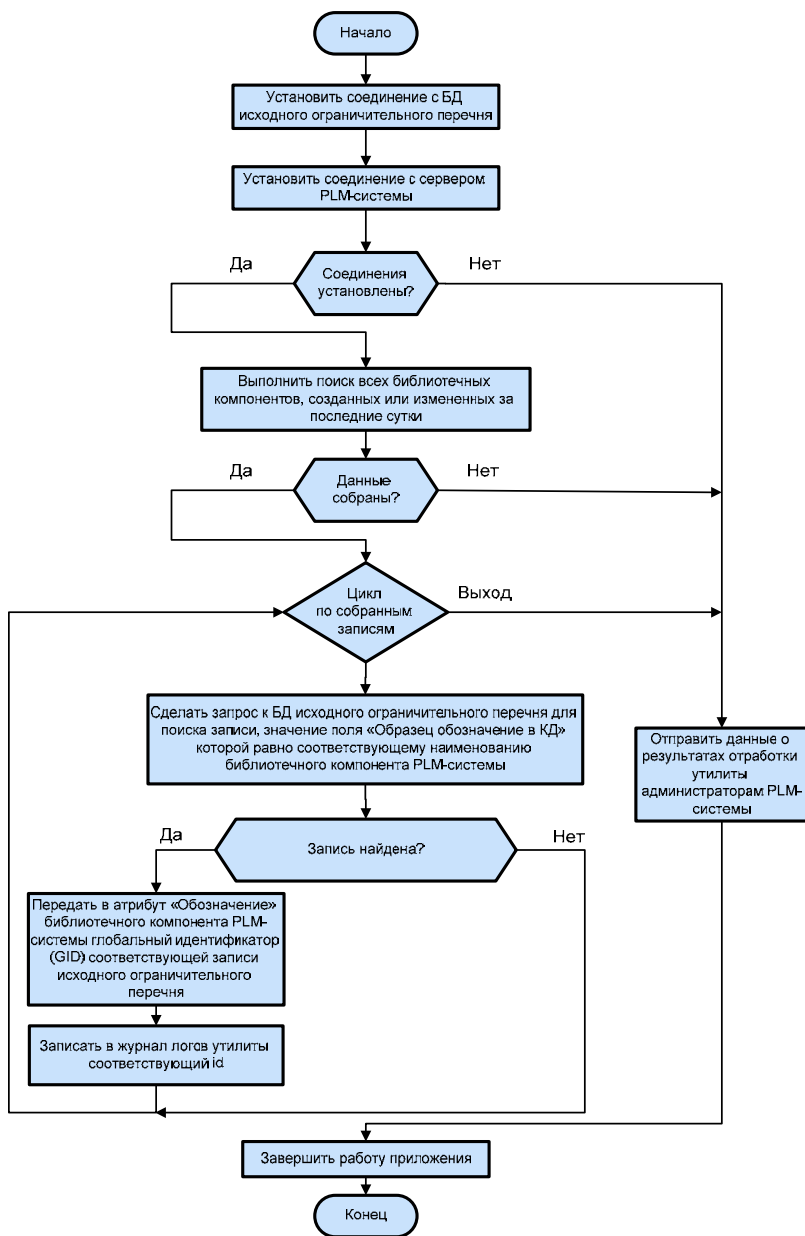 Начало
Установить соединение с БД
исходного ограничительного перечня
Установить соединение с сервером
PLM-системы
Да
Нет
Соединения
установлены?
Выполнить поиск всех библиотечных
компонентов, созданных или измененных за
последние сутки
Да
Нет
Данные
собраны?
Цикл
по собранным
записям
Выход
Сделать запрос к БД исходного ограничительного перечня для
поиска записи, значение поля «Образец обозначение в КД»
которой равно соответствующему наименованию
библиотечного компонента PLM-системы
Отправить данные о
результатах отработки
утилиты
администраторам PLM-
системы
Да
Нет
Запись найдена?
Передать в атрибут «Обозначение»
библиотечного компонента PLM-
системы глобальный идентификатор
(GID) соответствующей записи
исходного ограничительного
перечня
Записать в журнал логов утилиты
соответствующий id
Завершить работу приложения
Конец